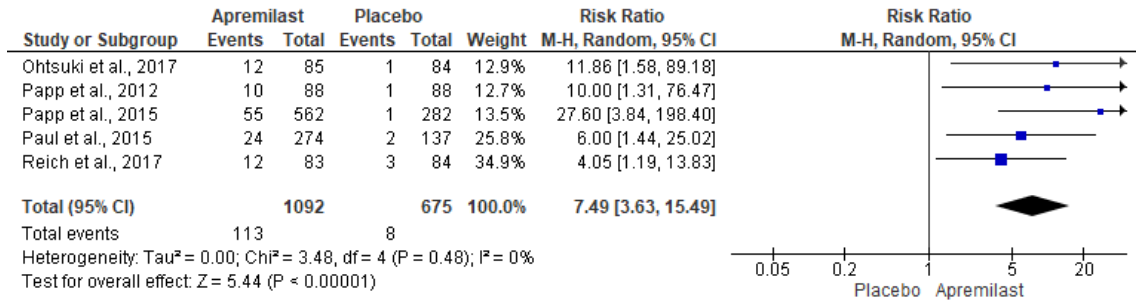 Apremilast Placebo Risk Ratio Risk Ratio
Study or Subgroup Events Total Events Total Weight M-H, Random, 95% CI M-H, Random, 95% CI
Ohtsuki et al., 2017 12 85 1 84 12.9% 11.86 [1.58, 89.18]
Papp et al., 2012 10 88 1 88 12.7% 10.00 [1.31, 76.47]
Papp et al., 2015 55 562 1 282 13.5% 27.60 [3.84, 198.40]
Paul et al., 2015 24 274 2 137 25.8% 6.00 [1.44, 25.02]
Reich et al., 2017 12 83 3 84 34.9% 4.05 [1.19, 13.83]
Total (95% CI) 1092 675 100.0% 7.49 [3.63, 15.49]
Total events 113 8
Heterogeneity: Tau² = 0.00; Chi² = 3.48, df = 4 (P = 0.48); I² = 0%
Test for overall effect: Z = 5.44 (P < 0.00001)
0.05 0.2 1 5 20
Placebo Apremilast